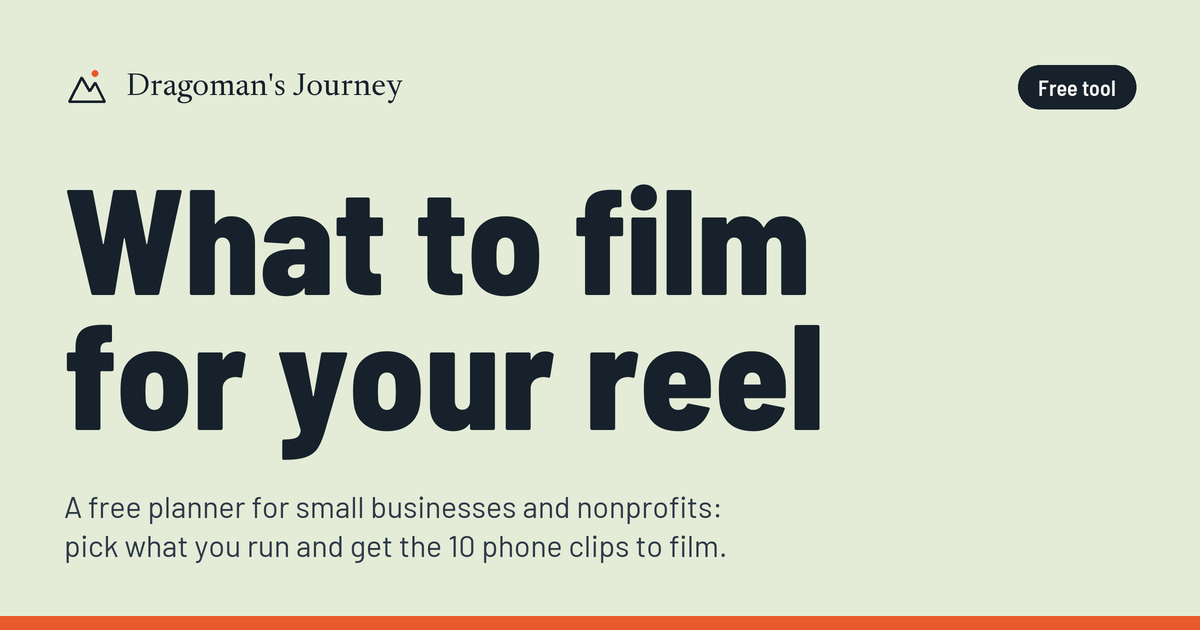 Dragoman's Journey
Free tool
What to film
for your reel
A free planner for small businesses and nonprofits:
pick what you run and get the 10 phone clips to film.